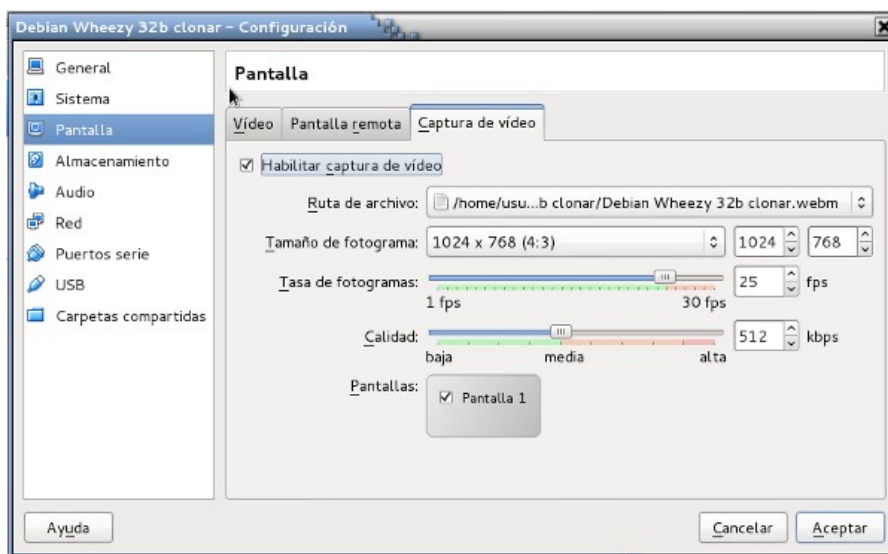 Debian Wheezy 32b clonar – Configuración
General
Sistema
Pantalla
Almacenamiento
Audio
Red
Puertos serie
USB
Carpetas compartidas
Pantalla
Vídeo
Pantalla remota
Captura de vídeo
Habilitar captura de vídeo
Ruta de archivo: /home/usu...b clonar/Debian Wheezy 32b clonar.webm
Tamaño de fotograma: 1024 x 768 (4:3) 1024 768
Tasa de fotogramas: 25 fps
1 fps 30 fps
Calidad: 512 kbps
baja media alta
Pantallas: Pantalla 1
Ayuda
Cancelar
Aceptar